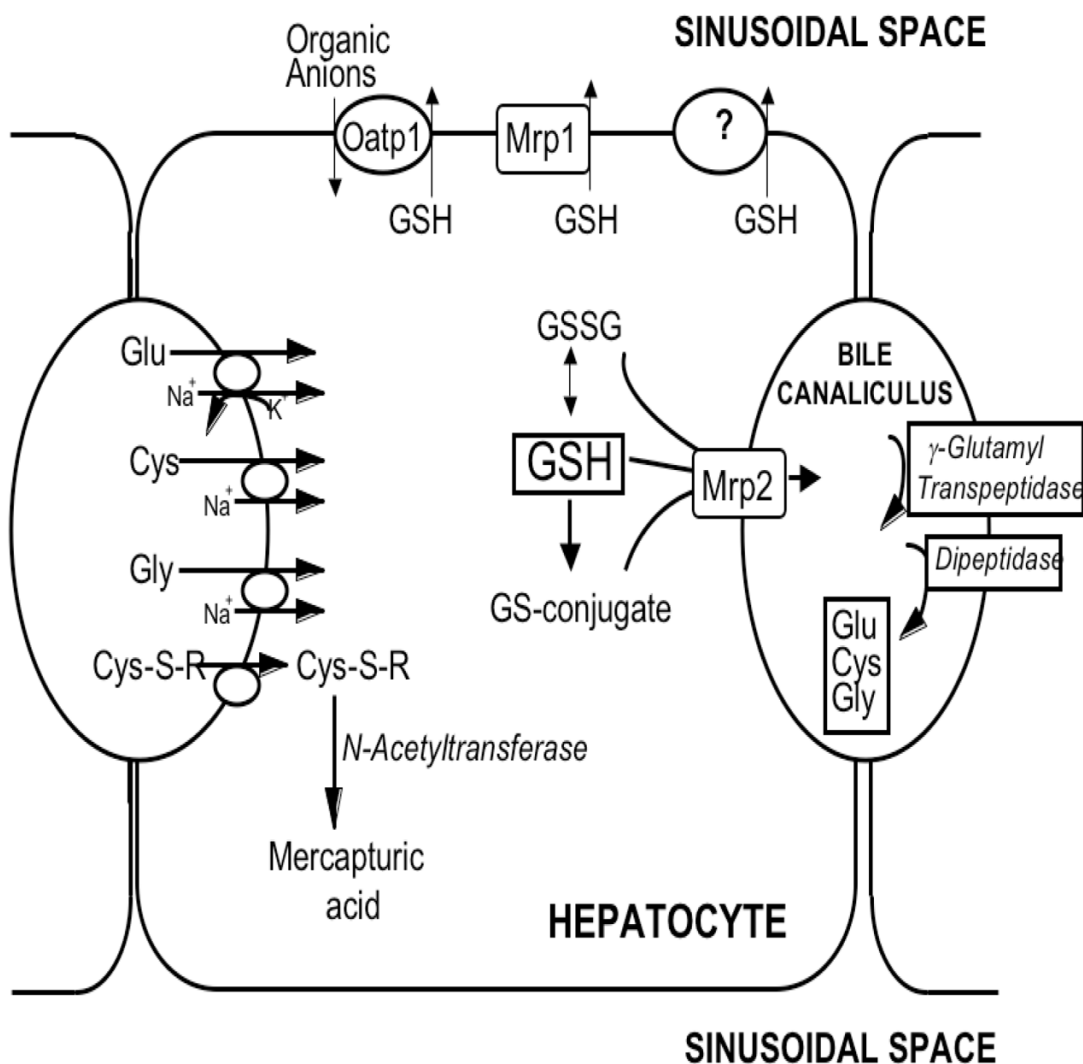 SINUSOIDAL SPACE
Organic
Anions
Oatp1
Mrp1
?
GSH
GSH
GSH
Glu
Na+
K+
Cys
Na+
Gly
Na+
Cys-S-R
Cys-S-R
N-Acetyltransferase
Mercapturic
acid
GSSG
GSH
GS-conjugate
Mrp2
BILE
CANALICULUS
γ-Glutamyl
Transpeptidase
Dipeptidase
Glu
Cys
Gly
HEPATOCYTE
SINUSOIDAL SPACE